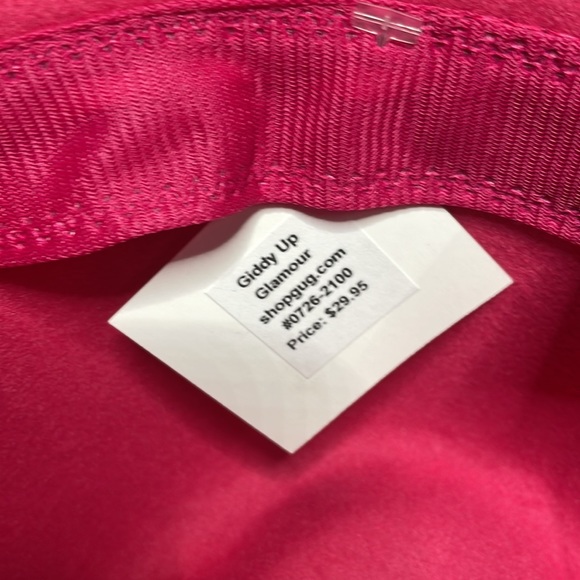 Giddy Up
Glamour
shopgug.com
#0726-2100
Price: $29.95